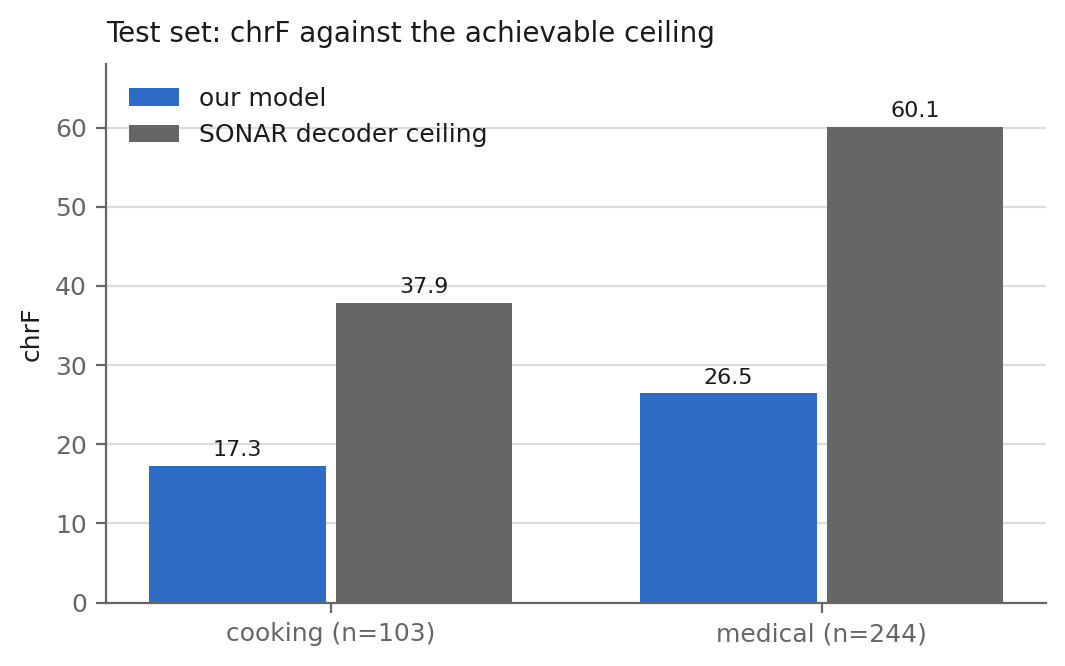 Test set: chrF against the achievable ceiling
our model
SONAR decoder ceiling
chrF
60
50
40
30
20
10
0
17.3
37.9
26.5
60.1
cooking (n=103)
medical (n=244)